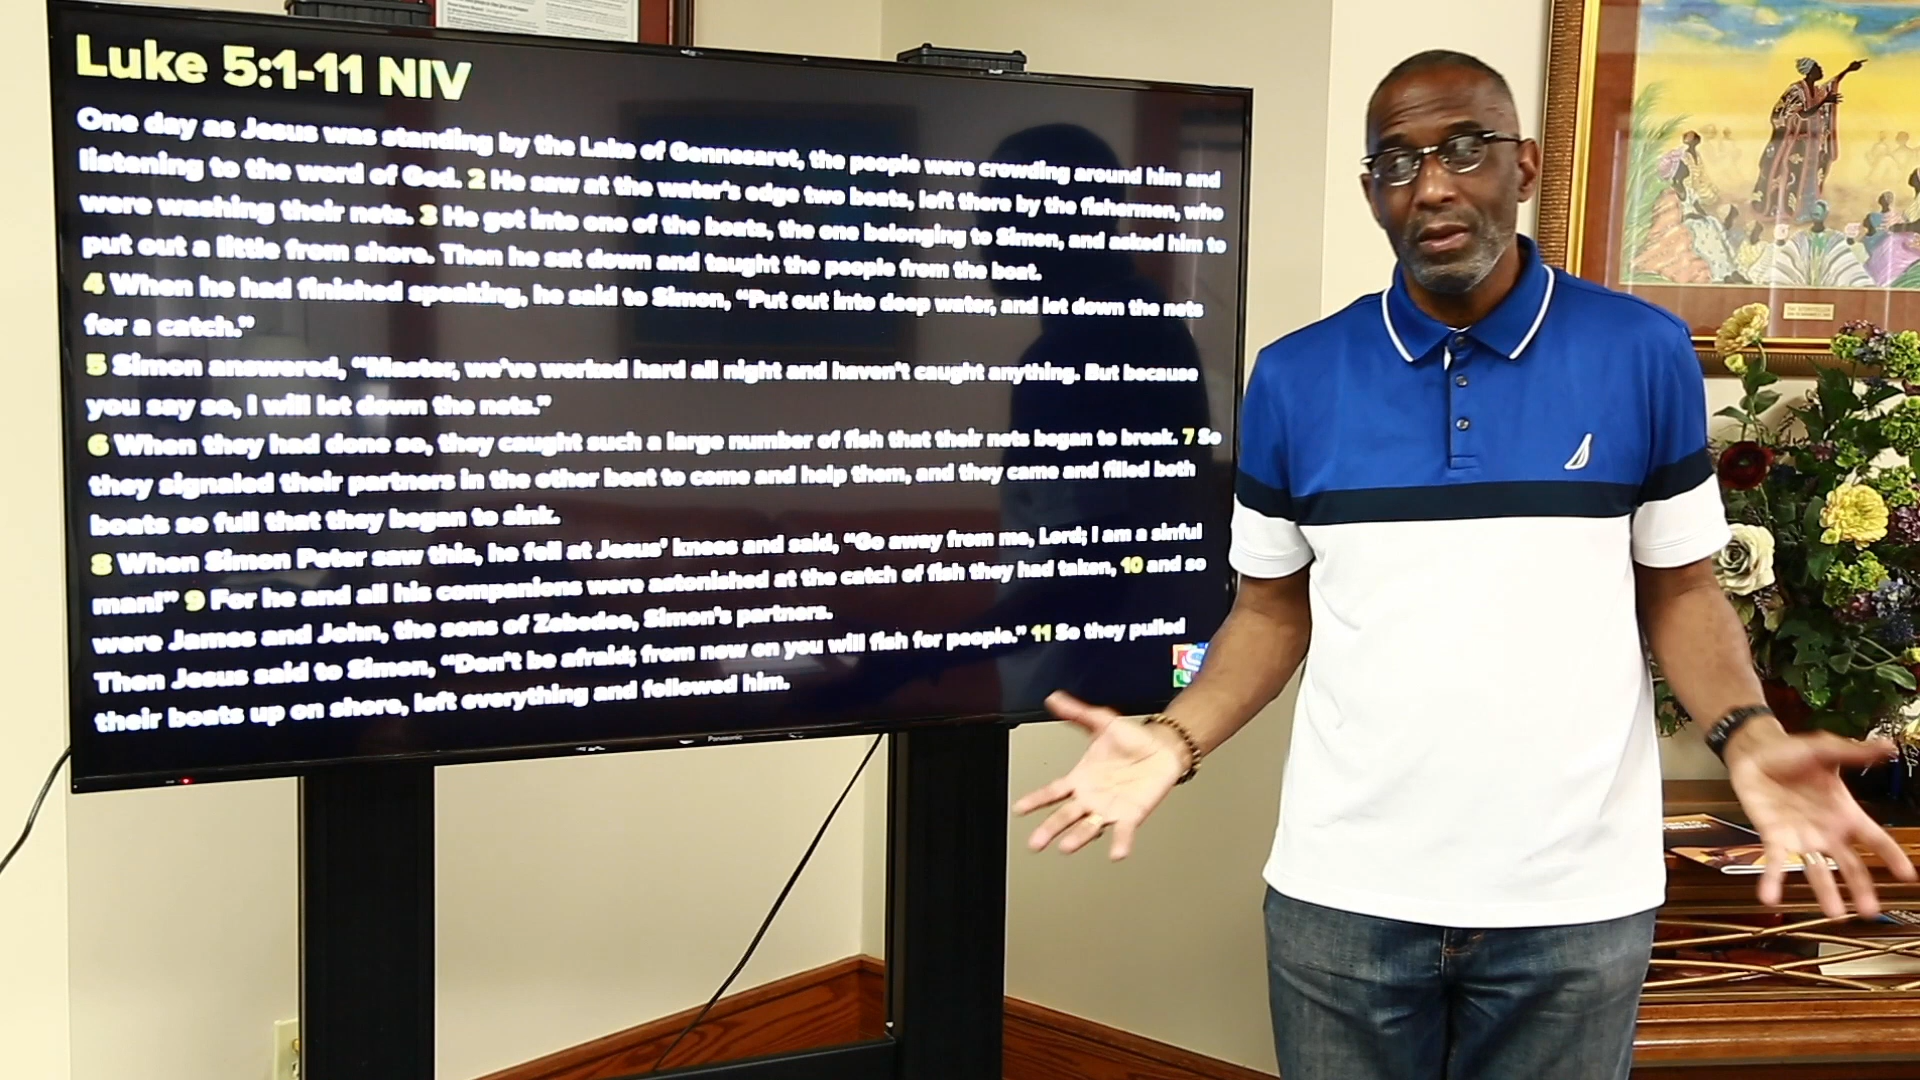 Luke 5:1-11 NIV
One day as Jesus was standing by the Lake of Gennesaret, the people were crowding around him and
listening to the word of God. 2 He saw at the water's edge two boats, left there by the fishermen, who
were washing their nets. 3 He got into one of the boats, the one belonging to Simon, and asked him to
put out a little from shore. Then he sat down and taught the people from the boat.
4 When he had finished speaking, he said to Simon, “Put out into deep water, and let down the nets
for a catch.”
5 Simon answered, “Master, we've worked hard all night and haven't caught anything. But because
you say so, I will let down the nets.”
6 When they had done so, they caught such a large number of fish that their nets began to break. 7 So
they signaled their partners in the other boat to come and help them, and they came and filled both
boats so full that they began to sink.
8 When Simon Peter saw this, he fell at Jesus' knees and said, “Go away from me, Lord; I am a sinful
man!” 9 For he and all his companions were astonished at the catch of fish they had taken, 10 and so
were James and John, the sons of Zebedee, Simon's partners.
Then Jesus said to Simon, “Don't be afraid; from now on you will fish for people.” 11 So they pulled
their boats up on shore, left everything and followed him.
Panasonic